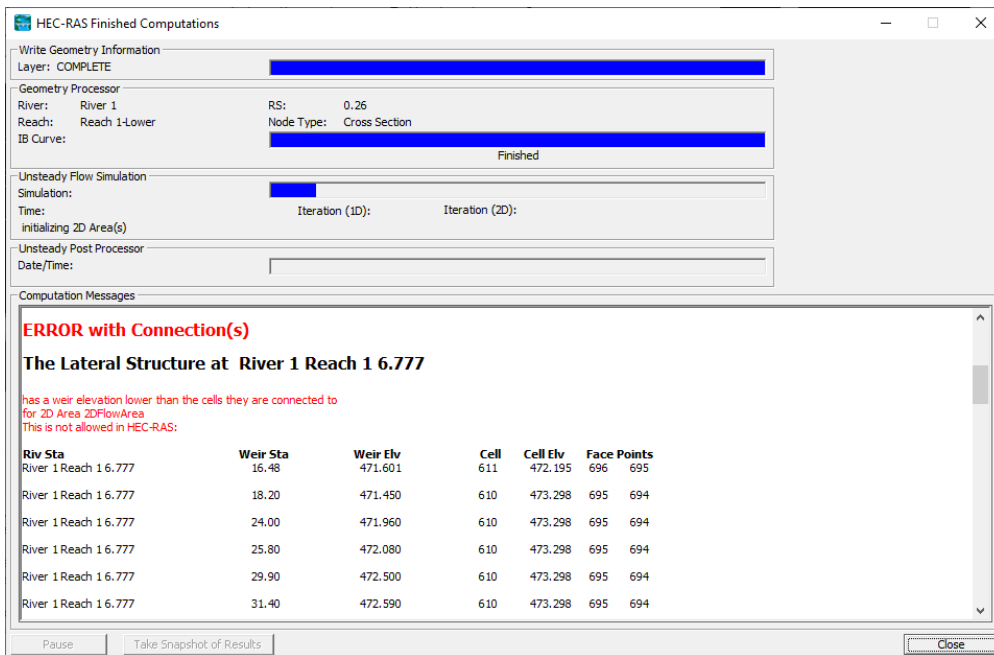 HEC-RAS Finished Computations
Write Geometry Information
Layer: COMPLETE
Geometry Processor
River: River 1 RS: 0.26
Reach: Reach 1-Lower Node Type: Cross Section
IB Curve:
Finished
Unsteady Flow Simulation
Simulation:
Time: Iteration (1D): Iteration (2D):
initializing 2D Area(s)
Unsteady Post Processor
Date/Time:
Computation Messages
ERROR with Connection(s)
The Lateral Structure at River 1 Reach 1 6.777
has a weir elevation lower than the cells they are connected to
for 2D Area 2DFlowArea
This is not allowed in HEC-RAS:
Riv Sta Weir Sta Weir Elv Cell Cell Elv Face Points
River 1 Reach 1 6.777 16.48 471.601 611 472.195 696 695
River 1 Reach 1 6.777 18.20 471.450 610 473.298 695 694
River 1 Reach 1 6.777 24.00 471.960 610 473.298 695 694
River 1 Reach 1 6.777 25.80 472.080 610 473.298 695 694
River 1 Reach 1 6.777 29.90 472.500 610 473.298 695 694
River 1 Reach 1 6.777 31.40 472.590 610 473.298 695 694
Pause Take Snapshot of Results Close